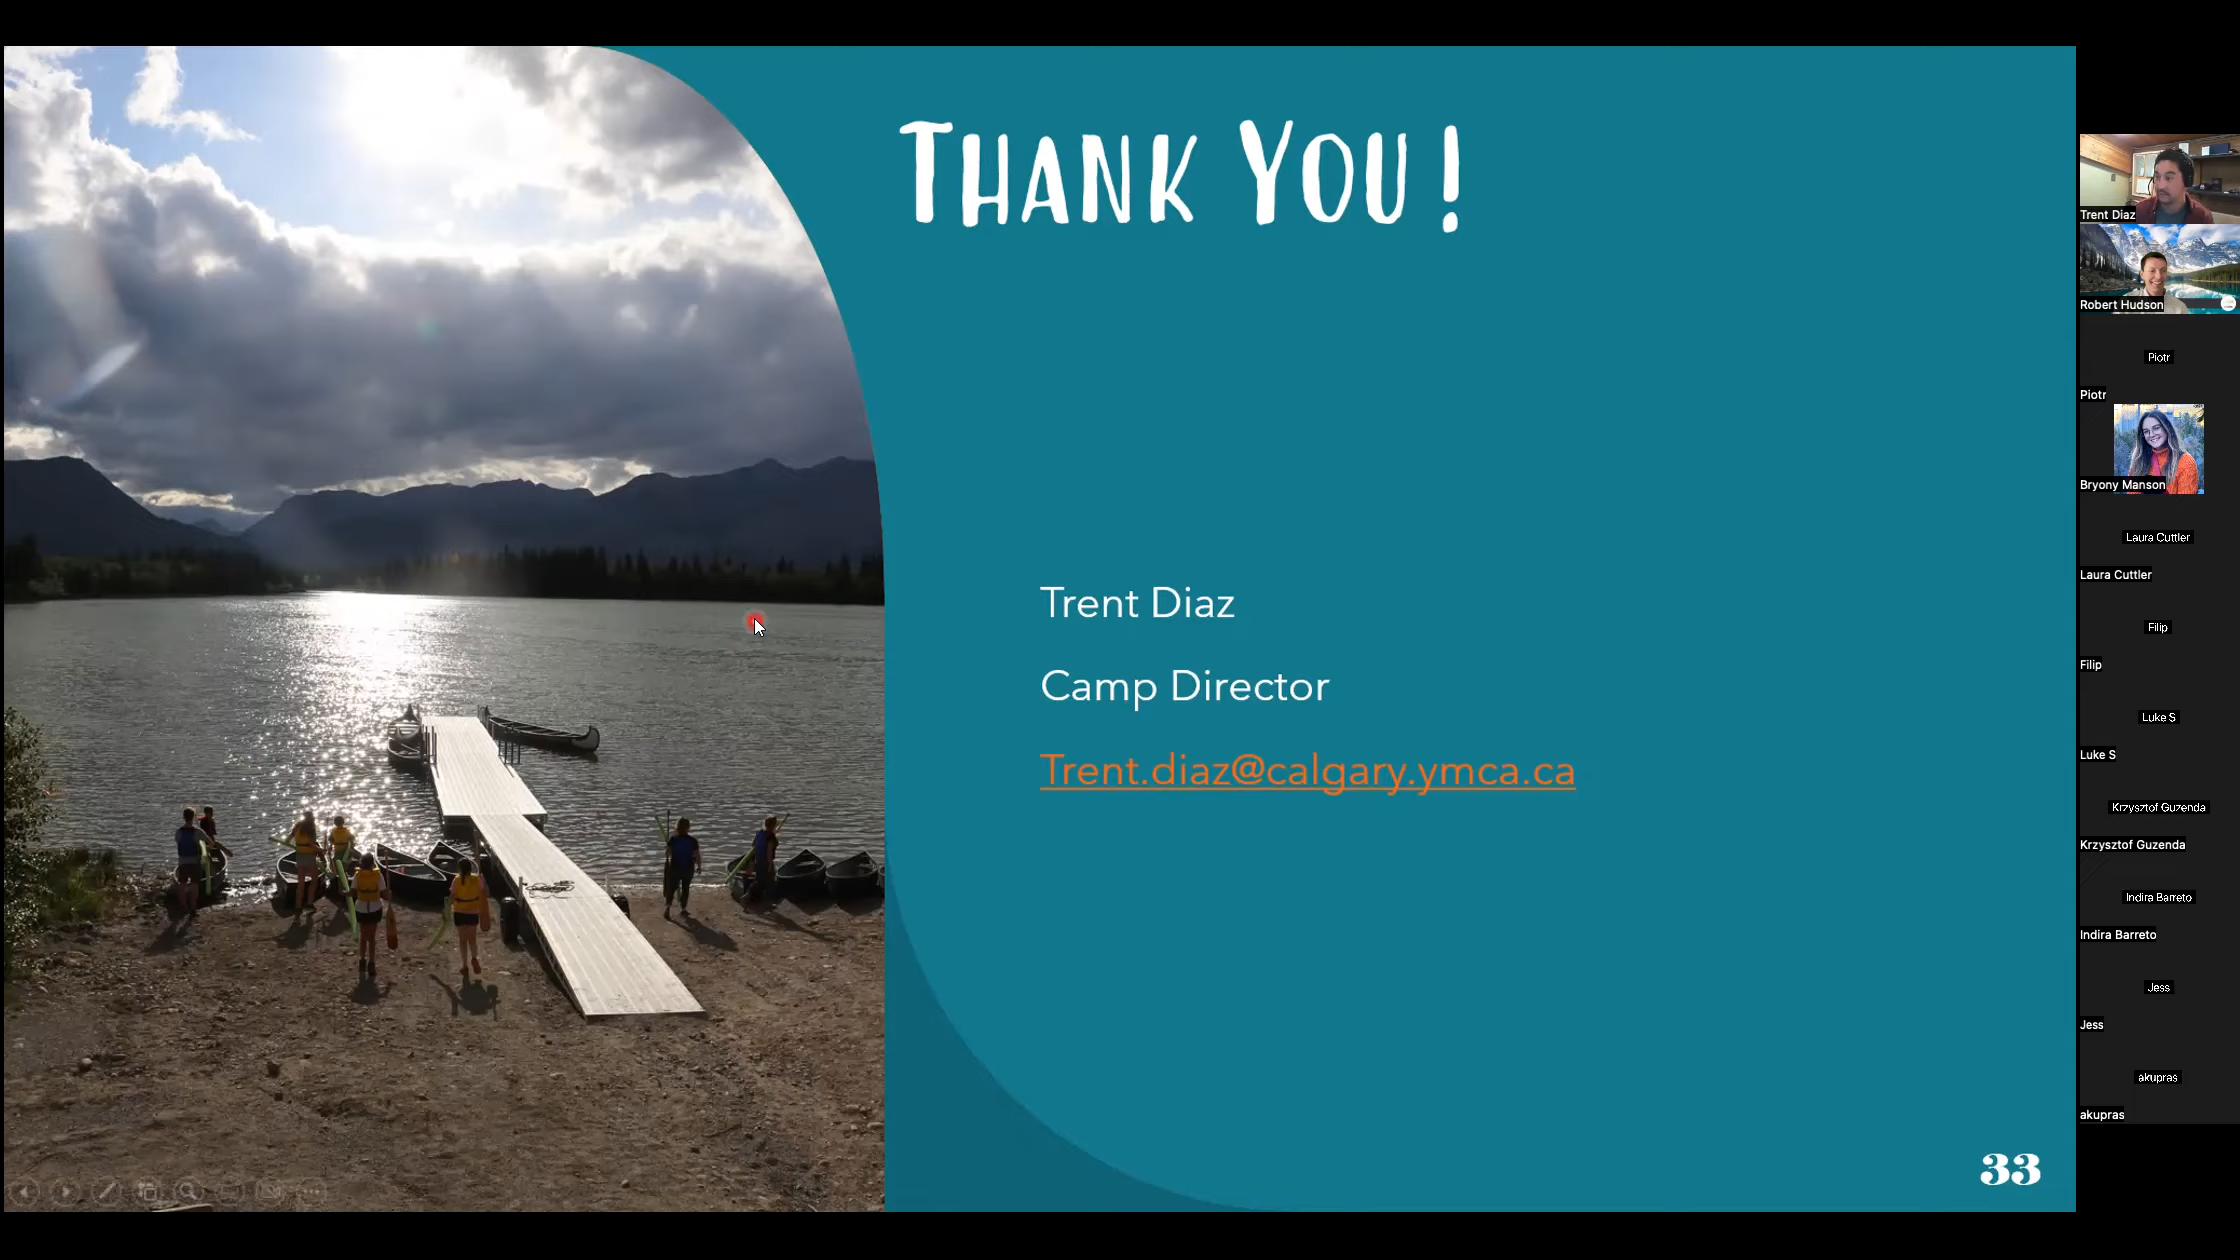 THANK YOU!
Trent Diaz
Camp Director
Trent.diaz@calgary.ymca.ca
33
Trent Diaz
Robert Hudson
Piotr
Piotr
Bryony Manson
Laura Cuttler
Laura Cuttler
Filip
Filip
Luke S
Luke S
Krzysztof Guzenda
Krzysztof Guzenda
Indira Barreto
Indira Barreto
Jess
Jess
akupras
akupras